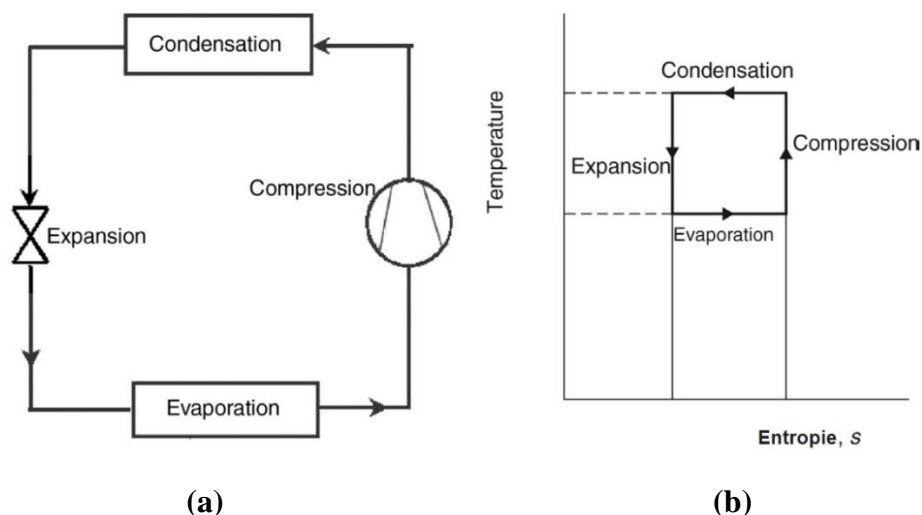 Condensation
Compression
Expansion
Evaporation
(a)
Temperature
Condensation
Compression
Expansion
Evaporation
Entropie, s
(b)